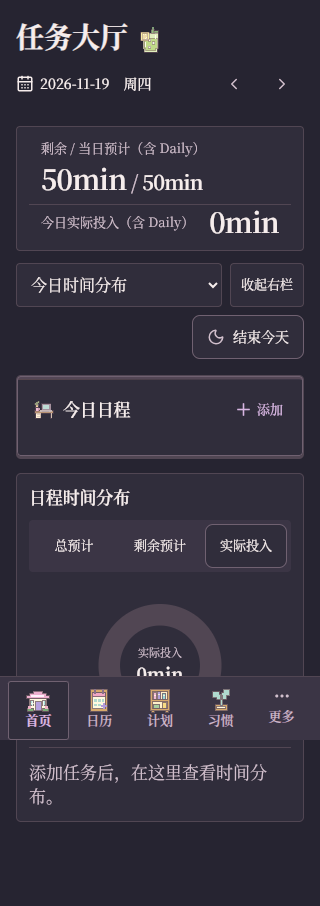 任务大厅
2026-11-19 周四
剩余 / 当日预计（含 Daily）
50min / 50min
今日实际投入（含 Daily） 0min
今日时间分布 收起右栏
结束今天
今日日程 添加
日程时间分布
总预计 剩余预计 实际投入
实际投入
0min
首页 日历 计划 习惯 更多
添加任务后，在这里查看时间分
布。